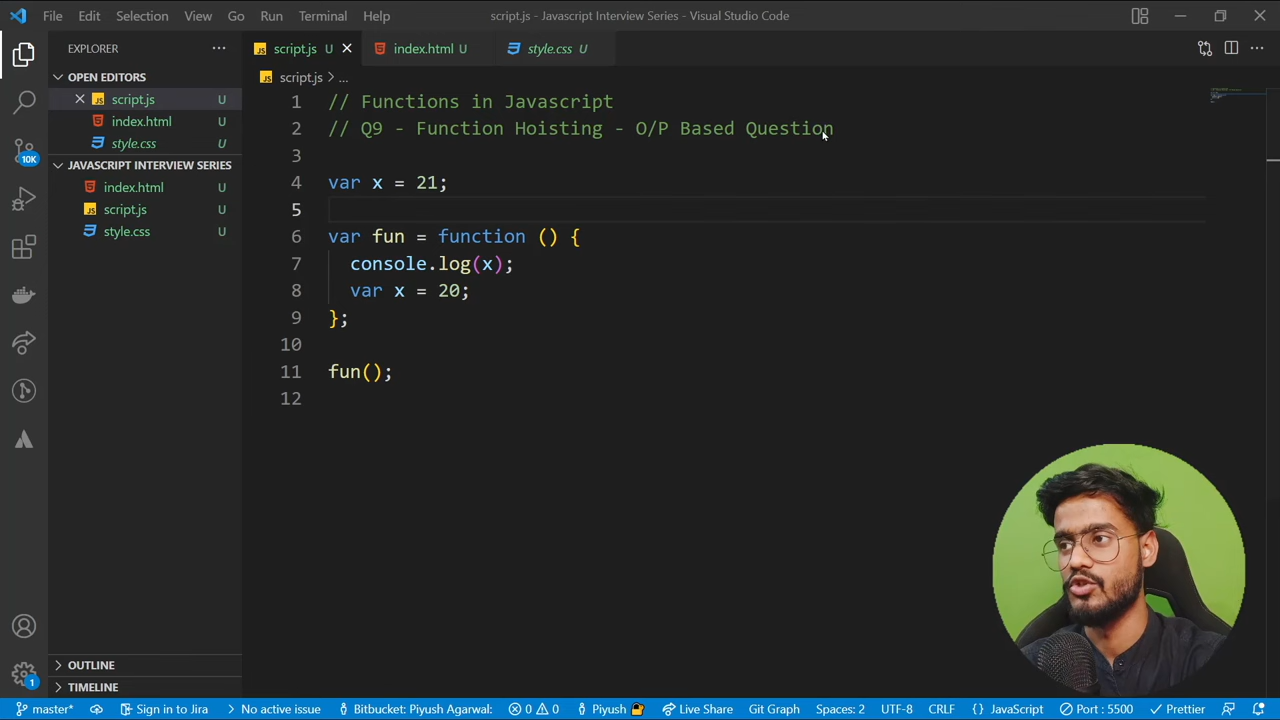 File Edit Selection View Go Run Terminal Help script.js - Javascript Interview Series - Visual Studio Code
EXPLORER
OPEN EDITORS
script.js U
index.html U
style.css U
JAVASCRIPT INTERVIEW SERIES
index.html U
script.js U
style.css U
OUTLINE
TIMELINE
10K
1
script.js U index.html U style.css U
script.js > ...
1 // Functions in Javascript
2 // Q9 - Function Hoisting - O/P Based Question
3
4 var x = 21;
5
6 var fun = function () {
7 console.log(x);
8 var x = 20;
9 };
10
11 fun();
12
master* Sign in to Jira No active issue Bitbucket: Piyush Agarwal: 0 0 Piyush Live Share Git Graph Spaces: 2 UTF-8 CRLF {} JavaScript Port : 5500 Prettier